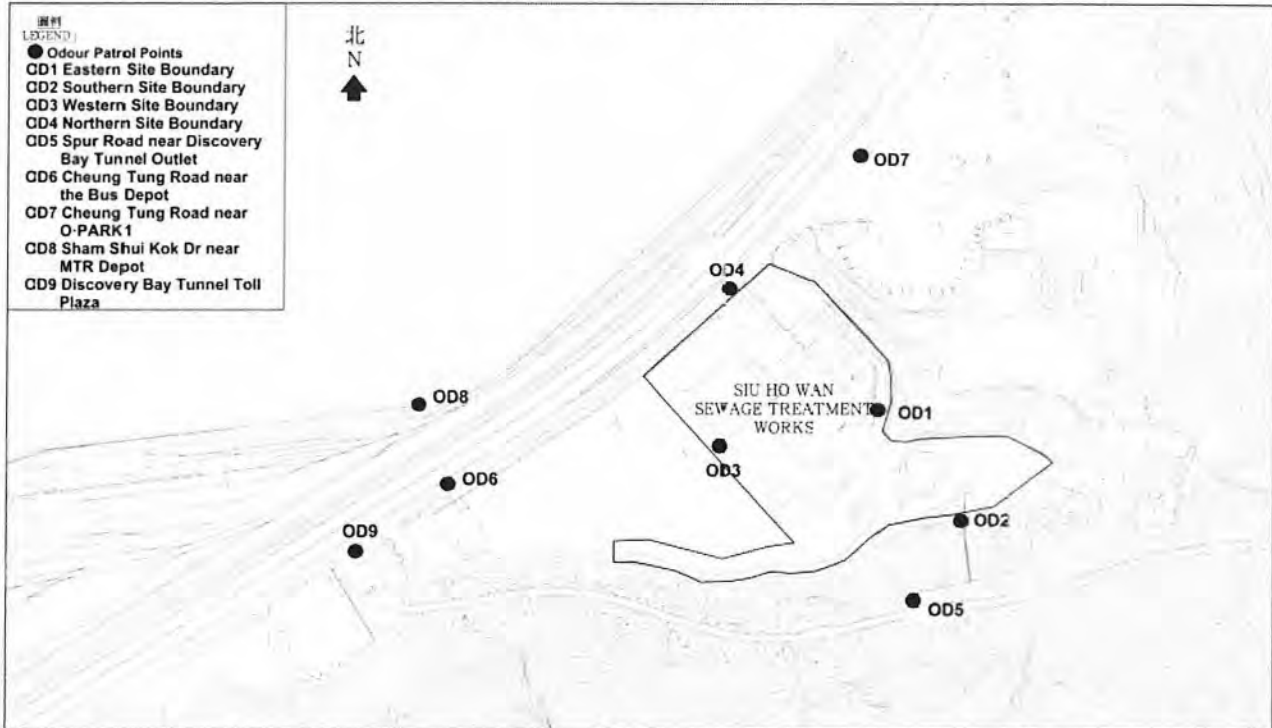 圖例
LEGEND:
Odour Patrol Points
OD1 Eastern Site Boundary
OD2 Southern Site Boundary
OD3 Western Site Boundary
OD4 Northern Site Boundary
OD5 Spur Road near Discovery
Bay Tunnel Outlet
OD6 Cheung Tung Road near
the Bus Depot
OD7 Cheung Tung Road near
O·PARK1
OD8 Sham Shui Kok Dr near
MTR Depot
OD9 Discovery Bay Tunnel Toll
Plaza
北
N
OD7
OD4
OD8
SIU HO WAN
SEWAGE TREATMENT
WORKS
OD1
OD3
OD6
OD2
OD9
OD5